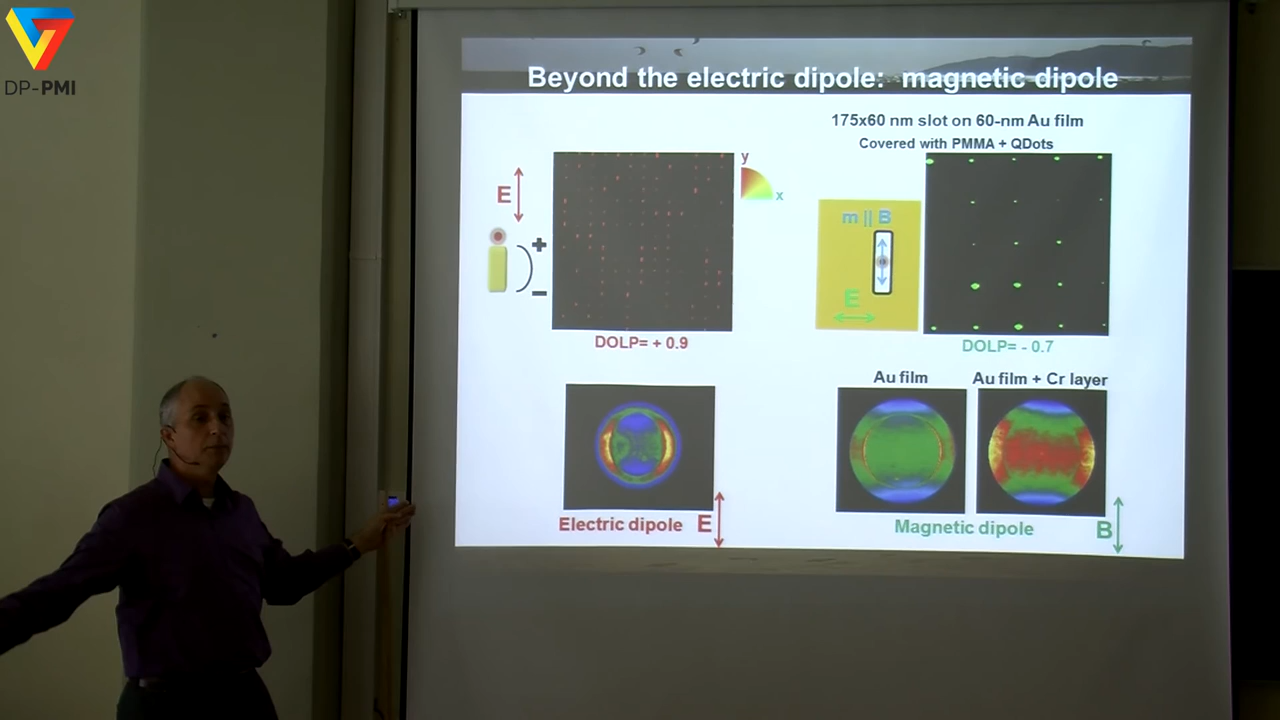 DP-PMI
Beyond the electric dipole: magnetic dipole
175x60 nm slot on 60-nm Au film
Covered with PMMA + QDots
y
x
E
+
–
m || B
E
DOLP= + 0.9
DOLP= - 0.7
Au film
Au film + Cr layer
Electric dipole E
Magnetic dipole B